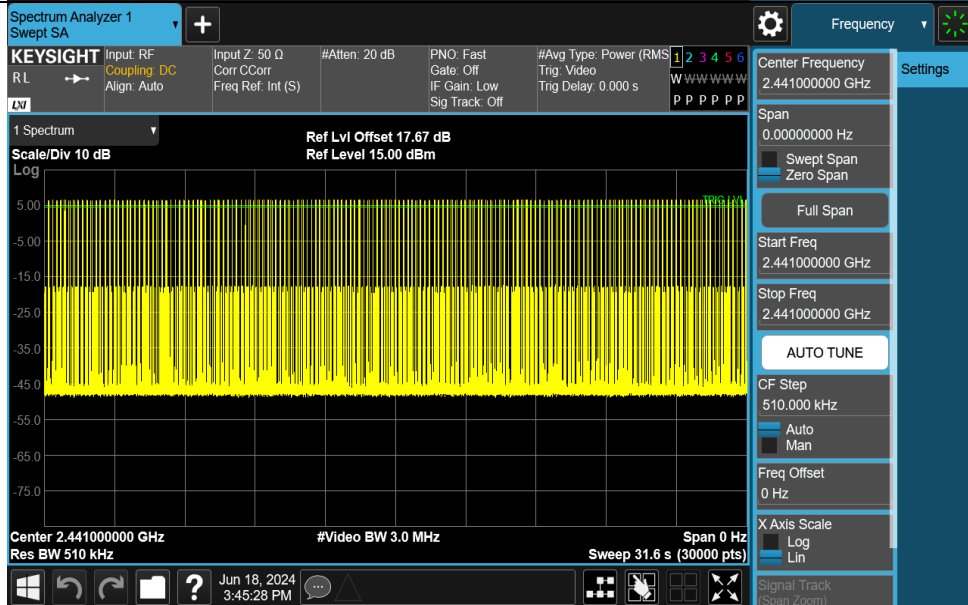 Spectrum Analyzer 1
Swept SA
Frequency
KEYSIGHT
Input: RF
Input Z: 50 Ω
#Atten: 20 dB
PNO: Fast
#Avg Type: Power (RMS
1 2 3 4 5 6
RL
Coupling: DC
Corr CCorr
Gate: Off
Trig: Video
Align: Auto
Freq Ref: Int (S)
IF Gain: Low
Trig Delay: 0.000 s
W W W W W W
LXI
Sig Track: Off
P P P P P P
Center Frequency
2.441000000 GHz
Settings
1 Spectrum
Ref Lvl Offset 17.67 dB
Scale/Div 10 dB
Ref Level 15.00 dBm
Log
TRIG LVL
5.00
-5.00
-15.0
-25.0
-35.0
-45.0
-55.0
-65.0
-75.0
Center 2.441000000 GHz
#Video BW 3.0 MHz
Span 0 Hz
Res BW 510 kHz
Sweep 31.6 s (30000 pts)
Span
0.00000000 Hz
Swept Span
Zero Span
Full Span
Start Freq
2.441000000 GHz
Stop Freq
2.441000000 GHz
AUTO TUNE
CF Step
510.000 kHz
Auto
Man
Freq Offset
0 Hz
X Axis Scale
Log
Lin
Signal Track
(Span Zoom)
?
Jun 18, 2024
3:45:28 PM